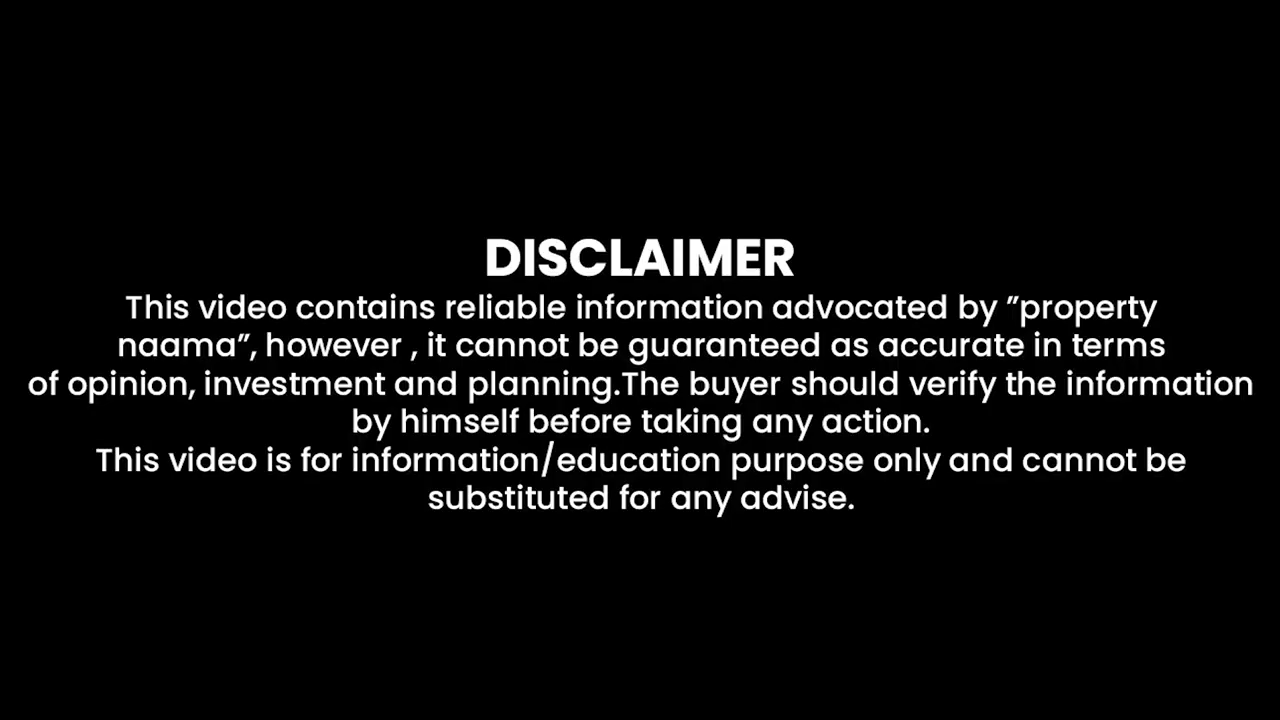 DISCLAIMER
This video contains reliable information advocated by ”property
naama”, however , it cannot be guaranteed as accurate in terms
of opinion, investment and planning.The buyer should verify the information
by himself before taking any action.
This video is for information/education purpose only and cannot be
substituted for any advise.